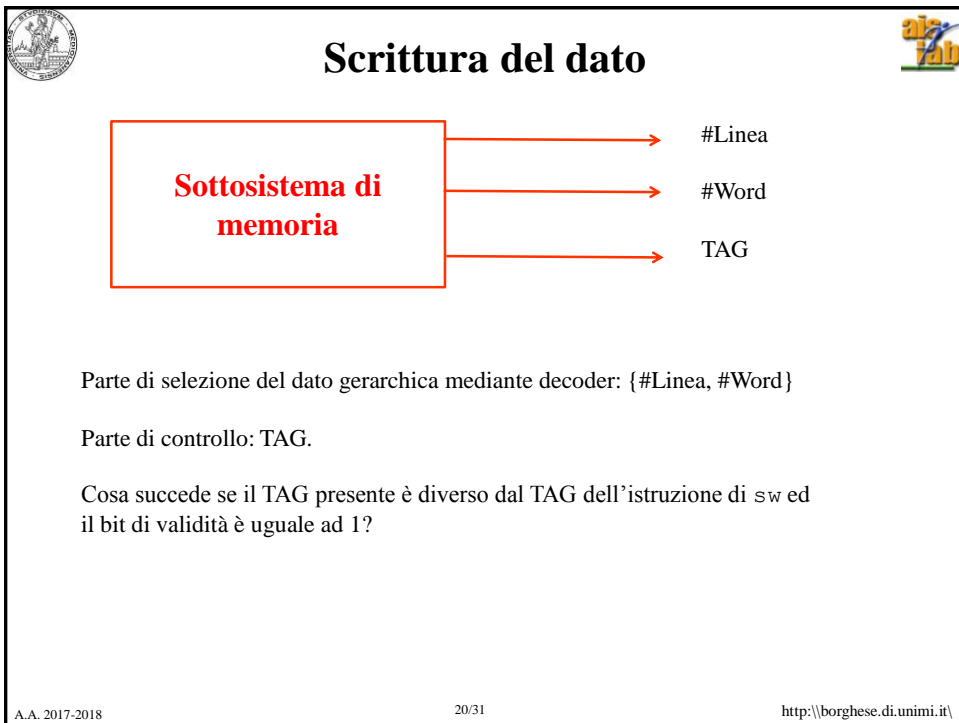 Scrittura del dato
Sottosistema di
memoria
#Linea
#Word
TAG
Parte di selezione del dato gerarchica mediante decoder: {#Linea, #Word}
Parte di controllo: TAG.
Cosa succede se il TAG presente è diverso dal TAG dell'istruzione di sw ed
il bit di validità è uguale ad 1?
A.A. 2017-2018
20/31
http:\\borghese.di.unimi.it\